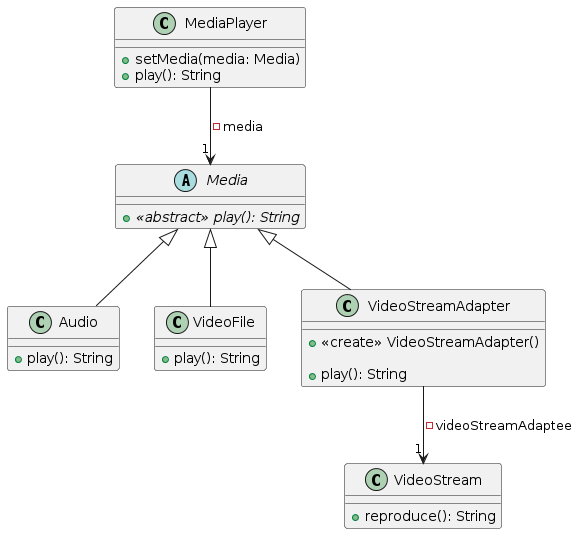 C MediaPlayer
setMedia(media: Media)
play(): String
media
1
A Media
«abstract» play(): String
C Audio
play(): String
C VideoFile
play(): String
C VideoStreamAdapter
«create» VideoStreamAdapter()
play(): String
videoStreamAdaptee
1
C VideoStream
reproduce(): String